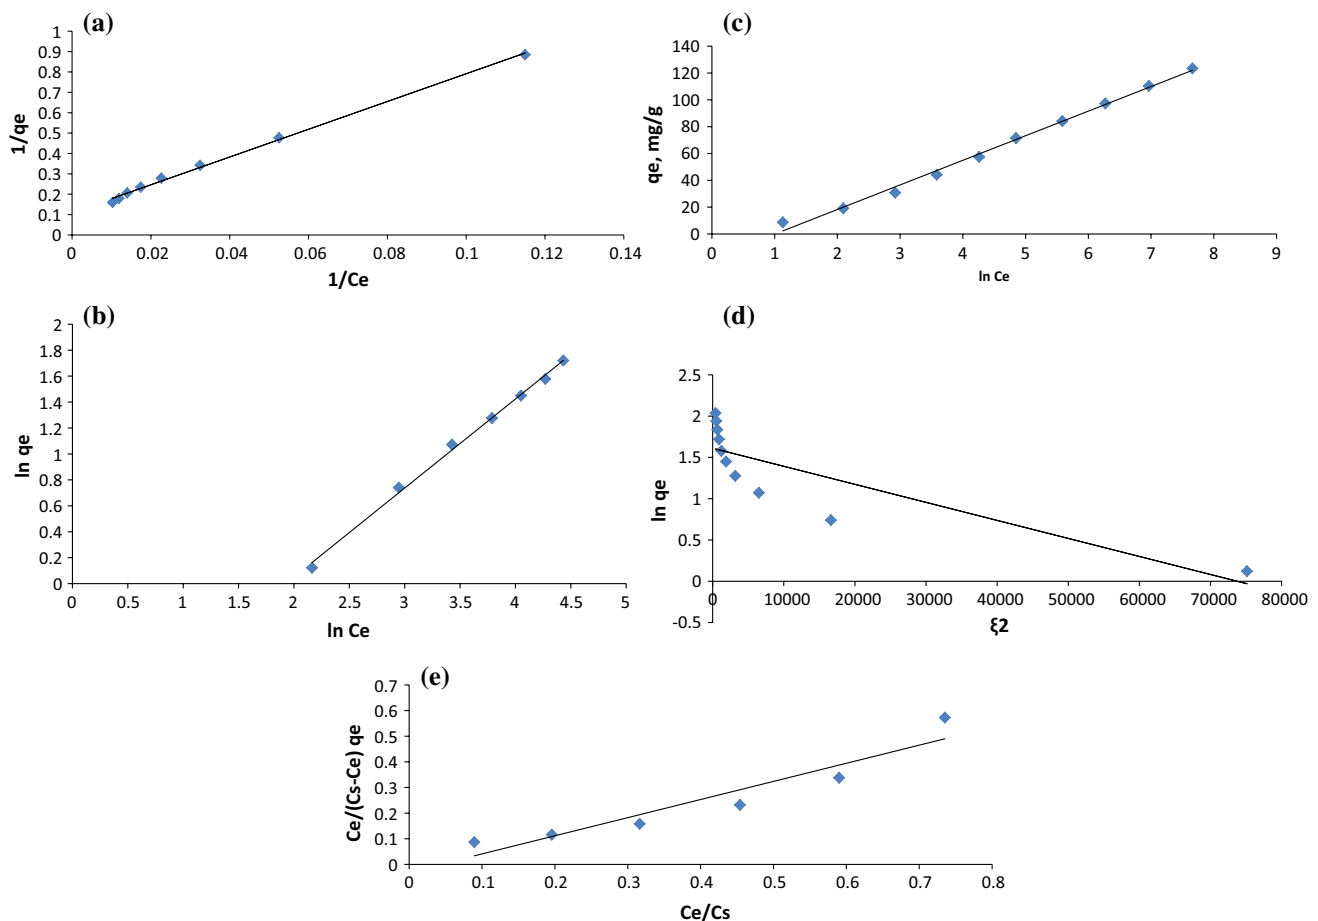 (a)
1
0.9
0.8
0.7
0.6
0.5
0.4
0.3
0.2
0.1
0
1/qe
0 0.02 0.04 0.06 0.08 0.1 0.12 0.14
1/Ce
(c)
140
120
100
80
60
40
20
0
qe, mg/g
0 1 2 3 4 5 6 7 8 9
ln Ce
(b)
2
1.8
1.6
1.4
1.2
1
0.8
0.6
0.4
0.2
0
ln qe
0 0.5 1 1.5 2 2.5 3 3.5 4 4.5 5
ln Ce
(d)
2.5
2
1.5
1
0.5
0
-0.5
ln qe
0 10000 20000 30000 40000 50000 60000 70000 80000
ξ2
(e)
0.7
0.6
0.5
0.4
0.3
0.2
0.1
0
Ce/(Cs-Ce) qe
0 0.1 0.2 0.3 0.4 0.5 0.6 0.7 0.8
Ce/Cs